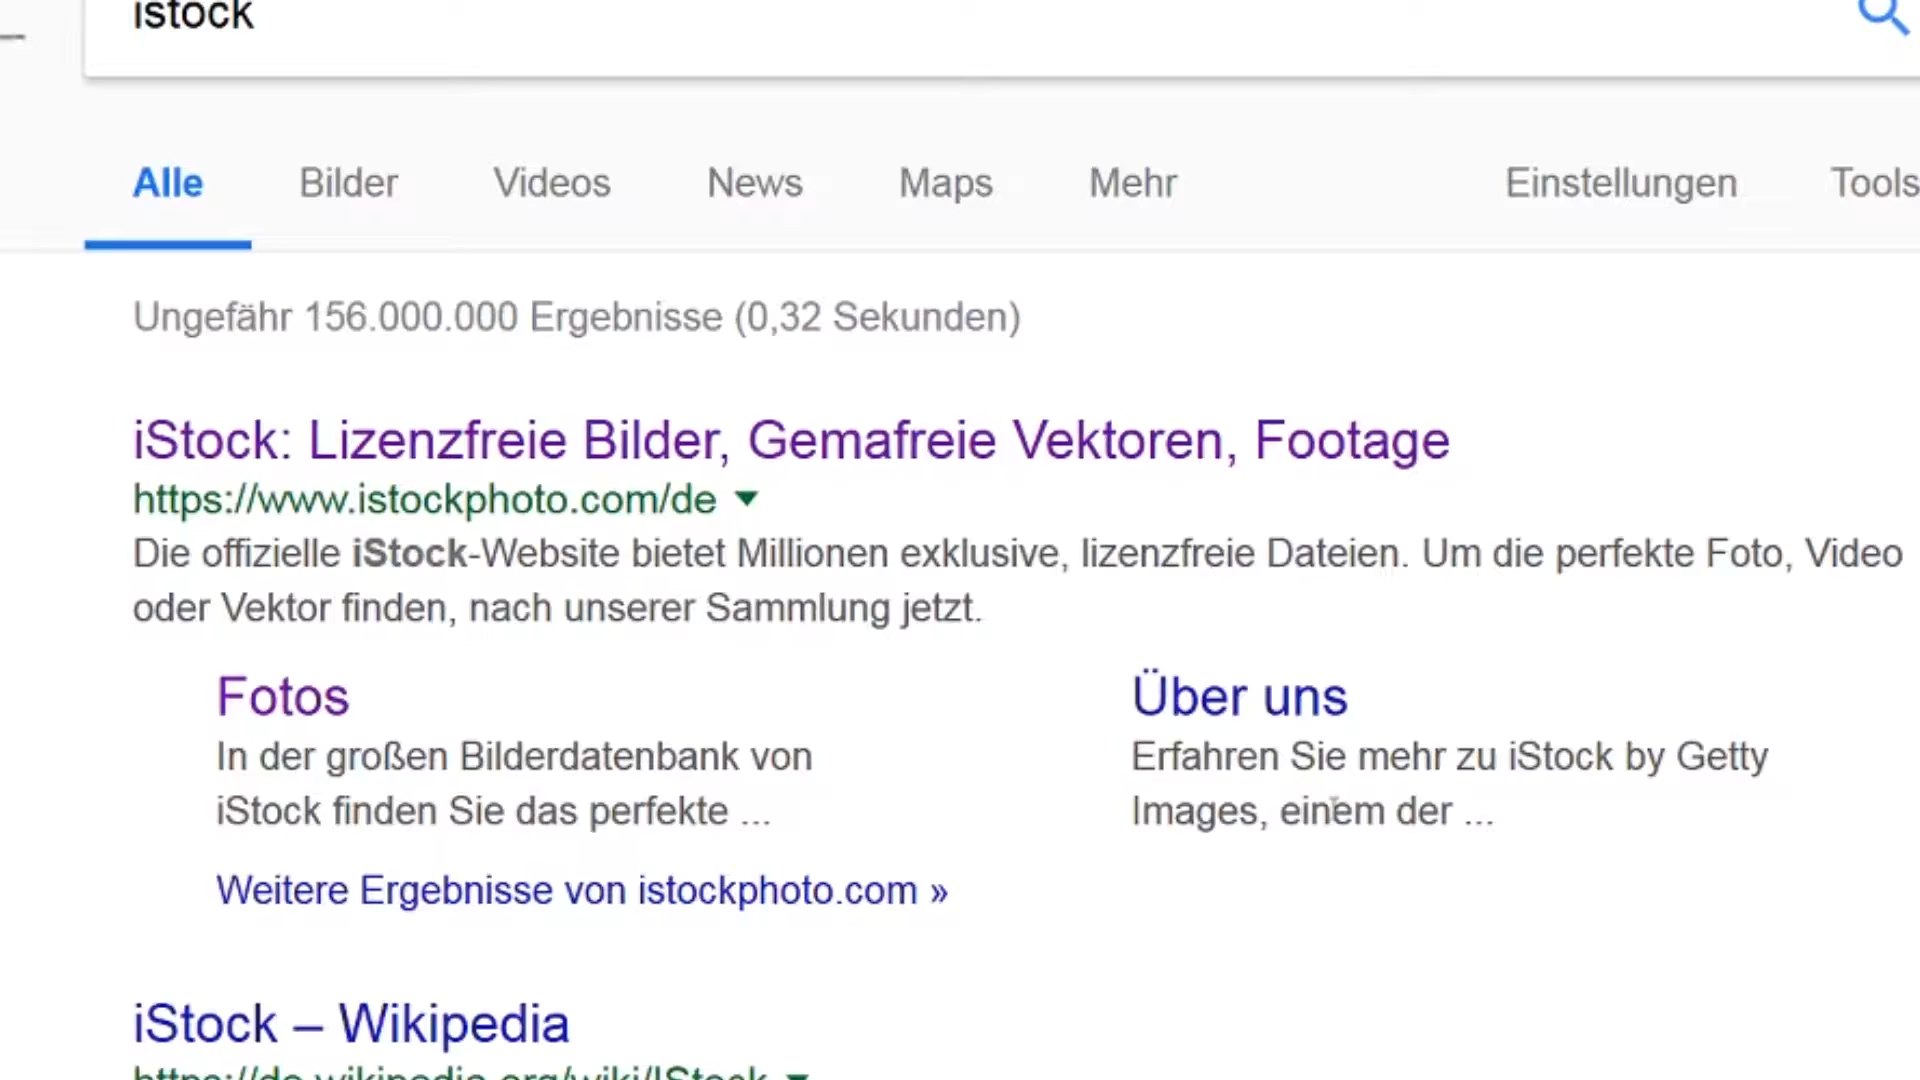 istock
Alle Bilder Videos News Maps Mehr Einstellungen Tools
Ungefähr 156.000.000 Ergebnisse (0,32 Sekunden)
iStock: Lizenzfreie Bilder, Gemafreie Vektoren, Footage
https://www.istockphoto.com/de
Die offizielle iStock-Website bietet Millionen exklusive, lizenzfreie Dateien. Um die perfekte Foto, Video
oder Vektor finden, nach unserer Sammlung jetzt.
Fotos
In der großen Bilderdatenbank von
iStock finden Sie das perfekte ...
Über uns
Erfahren Sie mehr zu iStock by Getty
Images, einem der ...
Weitere Ergebnisse von istockphoto.com »
iStock – Wikipedia
https://de.wikipedia.org/wiki/IStock